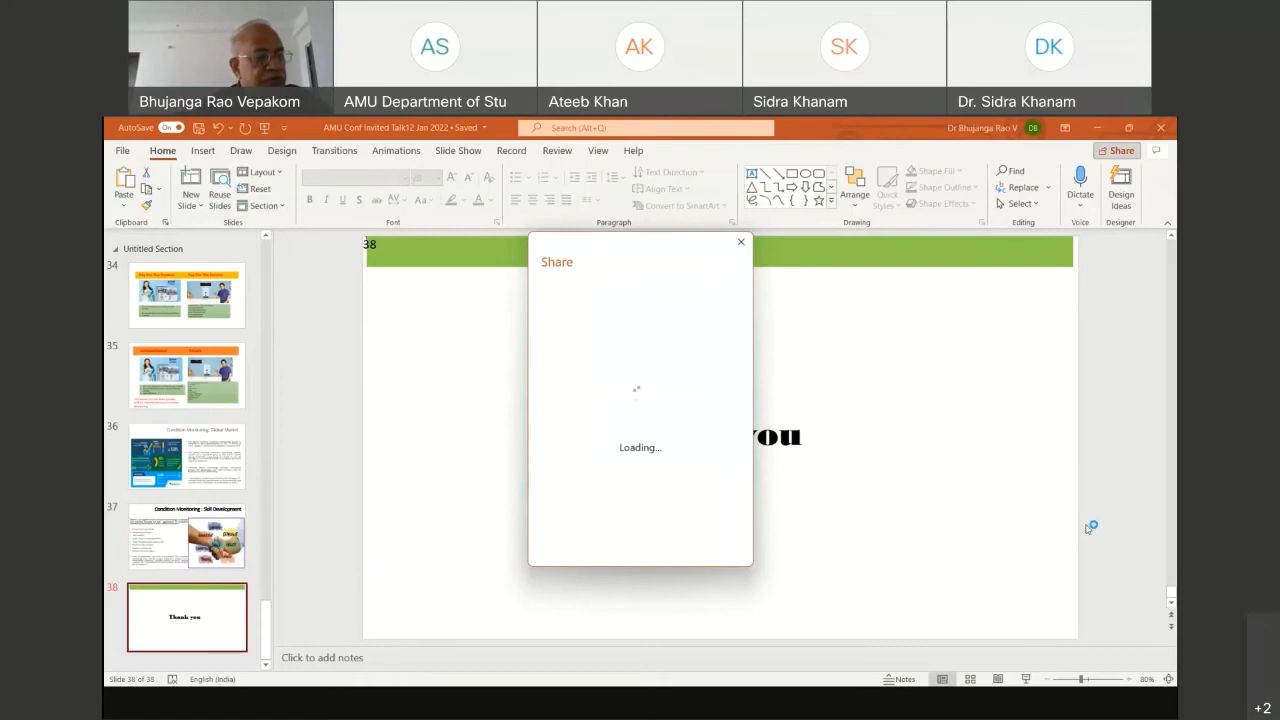 AS
AK
SK
DK
Bhujanga Rao Vepakom
AMU Department of Stu
Ateeb Khan
Sidra Khanam
Dr. Sidra Khanam
AutoSave On
AMU Conf Invited Talk12 Jan 2022 • Saved
Search (Alt+Q)
Dr Bhujanga Rao V
DB
File Home Insert Draw Design Transitions Animations Slide Show Record Review View Help
Share
Paste
New Slide
Reuse Slides
Layout
Reset
Section
B I U S ab AV Aa A
Text Direction
Align Text
Convert to SmartArt
Arrange
Quick Styles
Shape Fill
Shape Outline
Shape Effects
Find
Replace
Select
Dictate
Design Ideas
Clipboard
Slides
Font
Paragraph
Drawing
Editing
Voice
Designer
Untitled Section
34
35
36
Condition Monitoring: Global Market
37
Condition Monitoring : Skill Development
38
Thank you
38
Share
Loading...
you
Click to add notes
Slide 38 of 38
English (India)
Notes
80%
+2